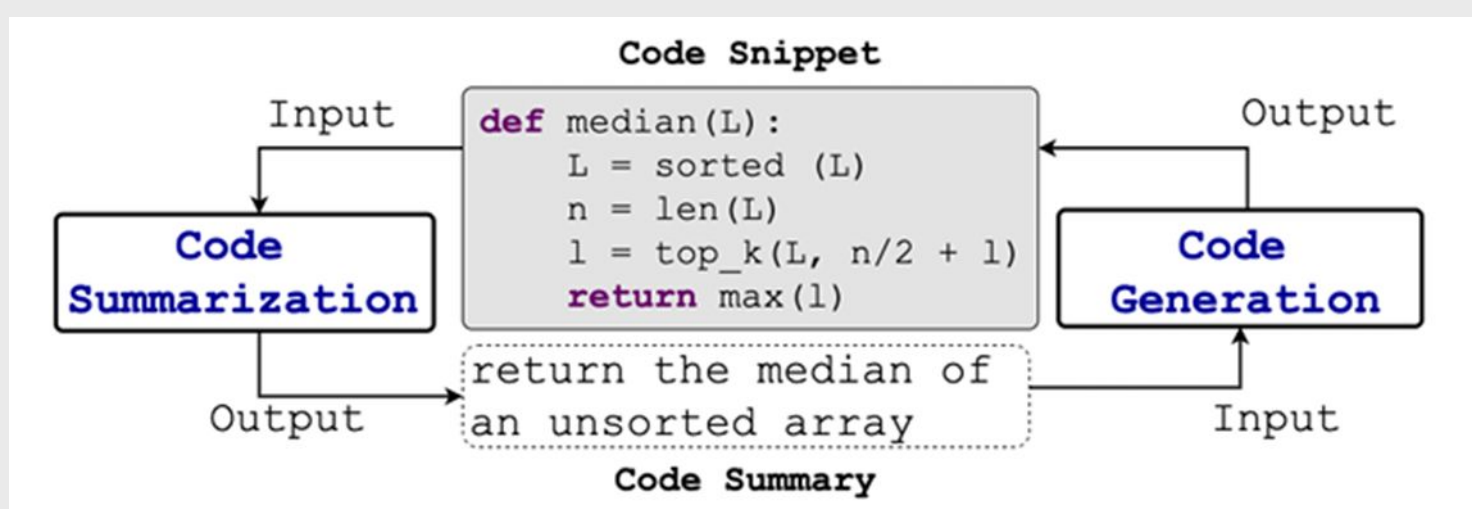 Code Snippet
Input
Output
def median(L):
L = sorted (L)
n = len(L)
l = top_k(L, n/2 + l)
return max(l)
Code
Summarization
Code
Generation
return the median of
an unsorted array
Output
Input
Code Summary